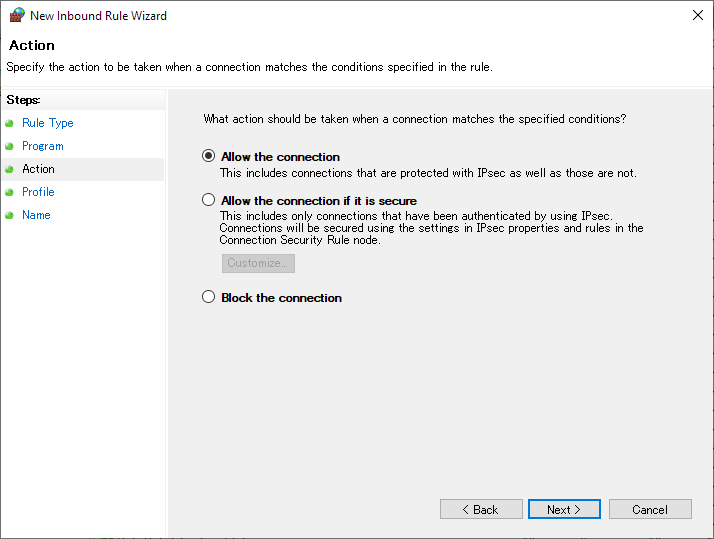 New Inbound Rule Wizard
Action
Specify the action to be taken when a connection matches the conditions specified in the rule.
Steps:
Rule Type
Program
Action
Profile
Name
What action should be taken when a connection matches the specified conditions?
Allow the connection
This includes connections that are protected with IPsec as well as those are not.
Allow the connection if it is secure
This includes only connections that have been authenticated by using IPsec.
Connections will be secured using the settings in IPsec properties and rules in the
Connection Security Rule node.
Customize...
Block the connection
< Back
Next >
Cancel